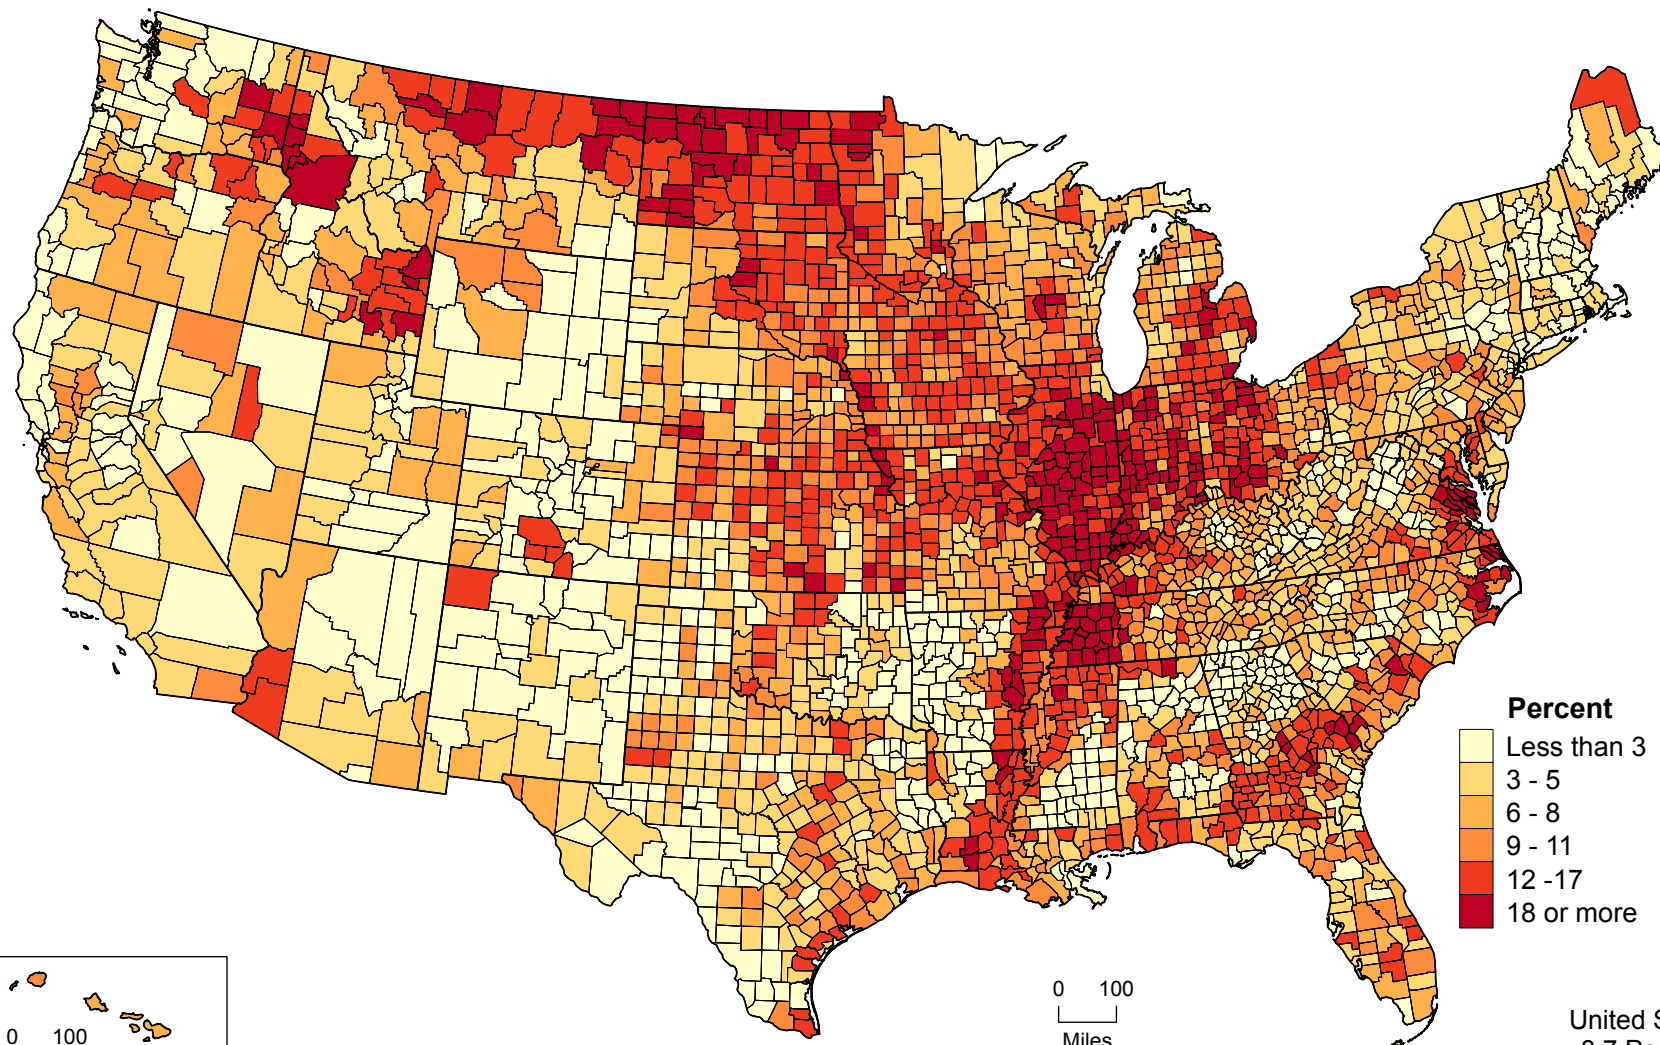 Percent
Less than 3
3 - 5
6 - 8
9 - 11
12 -17
18 or more
0 100
Miles
0 100
United S